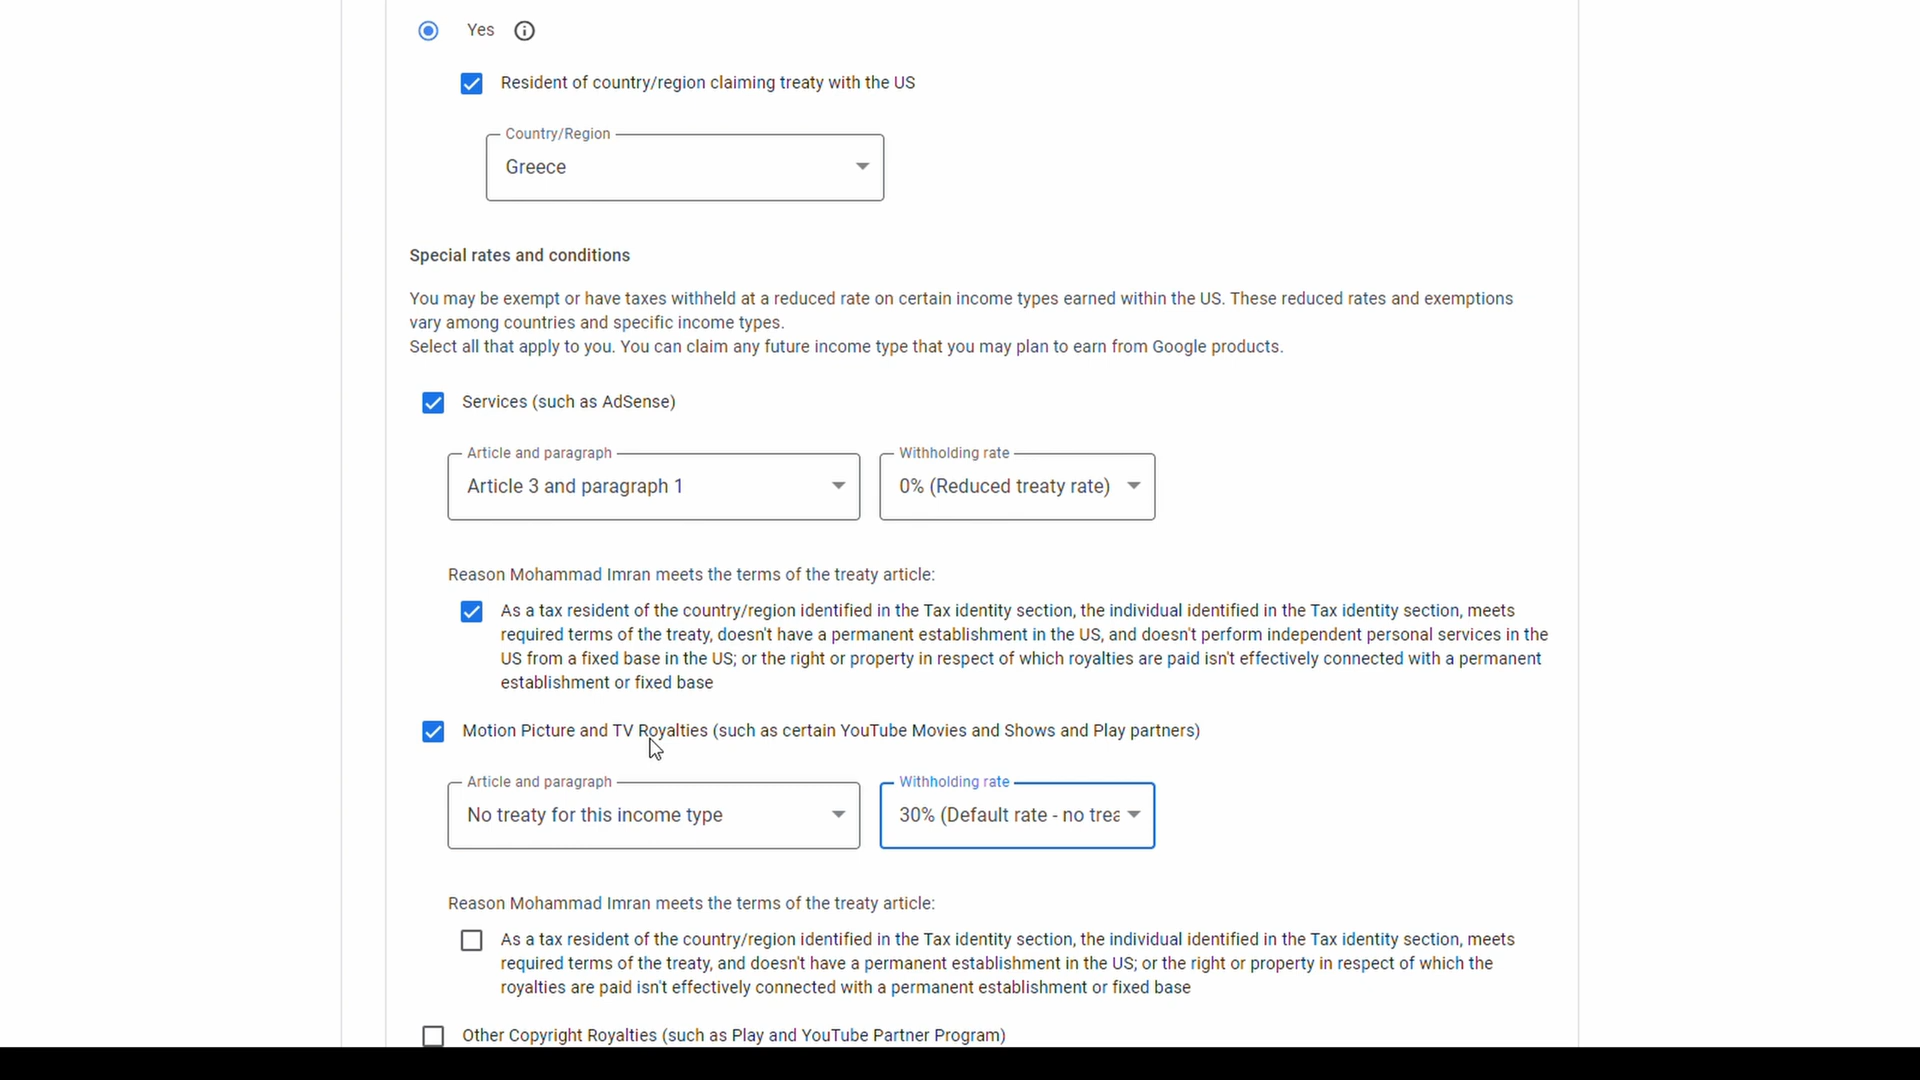 Yes
Resident of country/region claiming treaty with the US
Country/Region
Greece
Special rates and conditions
You may be exempt or have taxes withheld at a reduced rate on certain income types earned within the US. These reduced rates and exemptions
vary among countries and specific income types.
Select all that apply to you. You can claim any future income type that you may plan to earn from Google products.
Services (such as AdSense)
Article and paragraph Withholding rate
Article 3 and paragraph 1 0% (Reduced treaty rate)
Reason Mohammad Imran meets the terms of the treaty article:
As a tax resident of the country/region identified in the Tax identity section, the individual identified in the Tax identity section, meets
required terms of the treaty, doesn't have a permanent establishment in the US, and doesn't perform independent personal services in the
US from a fixed base in the US; or the right or property in respect of which royalties are paid isn't effectively connected with a permanent
establishment or fixed base
Motion Picture and TV Royalties (such as certain YouTube Movies and Shows and Play partners)
Article and paragraph Withholding rate
No treaty for this income type 30% (Default rate - no trea
Reason Mohammad Imran meets the terms of the treaty article:
As a tax resident of the country/region identified in the Tax identity section, the individual identified in the Tax identity section, meets
required terms of the treaty, and doesn't have a permanent establishment in the US; or the right or property in respect of which the
royalties are paid isn't effectively connected with a permanent establishment or fixed base
Other Copyright Royalties (such as Play and YouTube Partner Program)